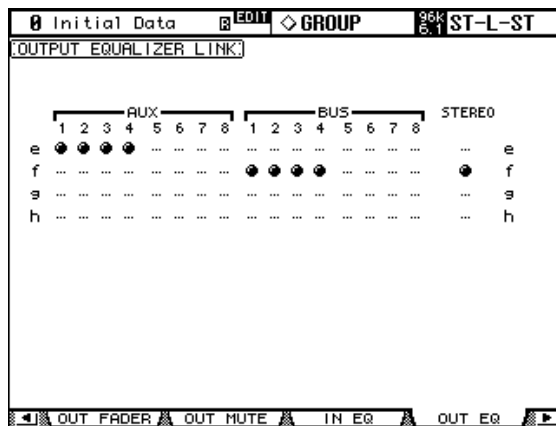 0 Initial Data R EDIT ◇ GROUP 96k 6.1 ST-L-ST
OUTPUT EQUALIZER LINK
AUX BUS STEREO
1 2 3 4 5 6 7 8 1 2 3 4 5 6 7 8
e e
f f
g g
h h
OUT FADER OUT MUTE IN EQ OUT EQ